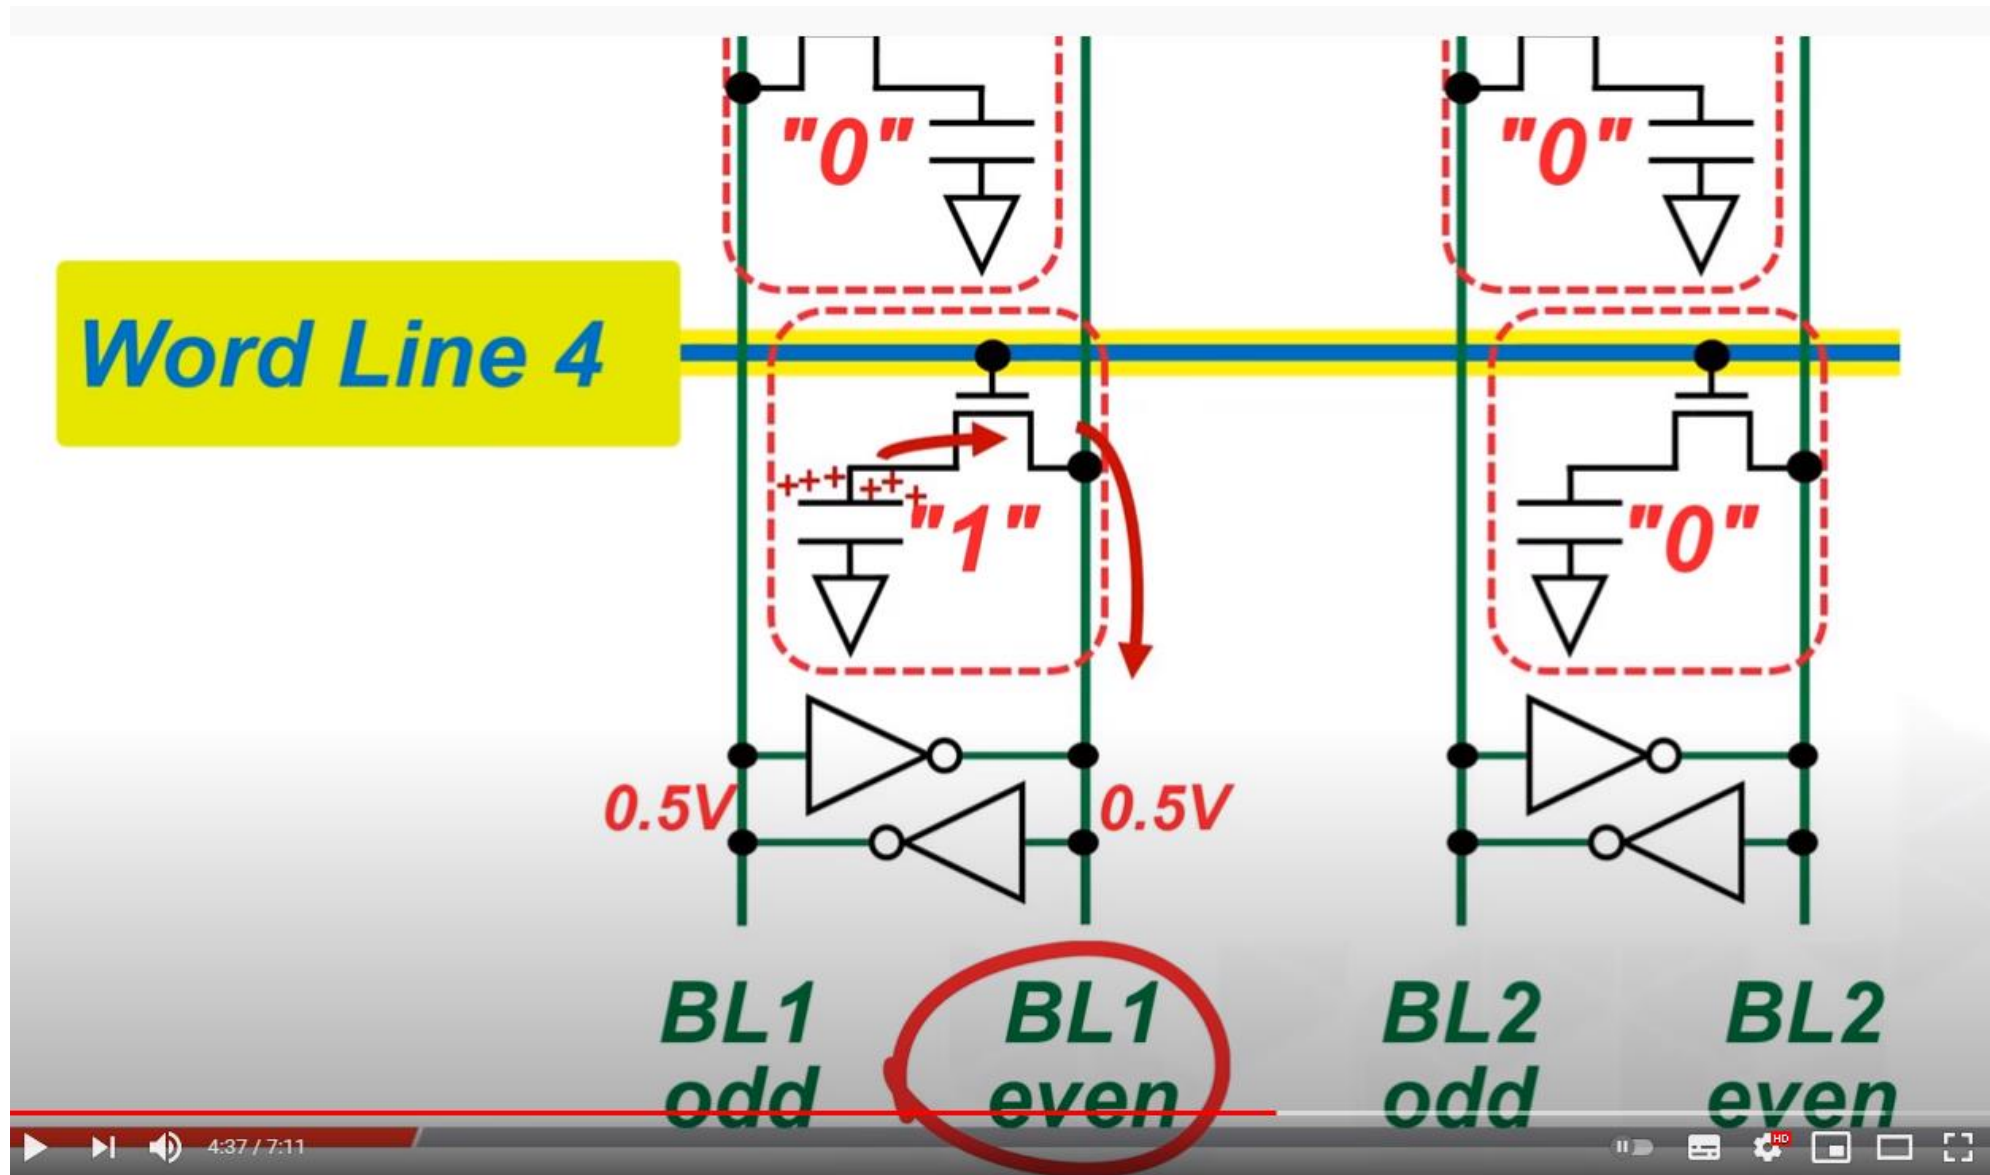 "0"
"0"
Word Line 4
+++ +++
"1"
"0"
0.5V
0.5V
BL1
odd
BL1
even
BL2
odd
BL2
even
4:37 / 7:11
HD